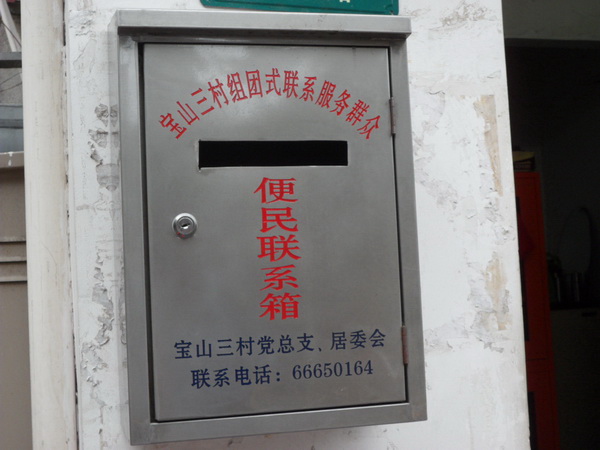 宝山三村组团式联系服务群众
便民联系箱
宝山三村党总支、居委会
联系电话：66650164